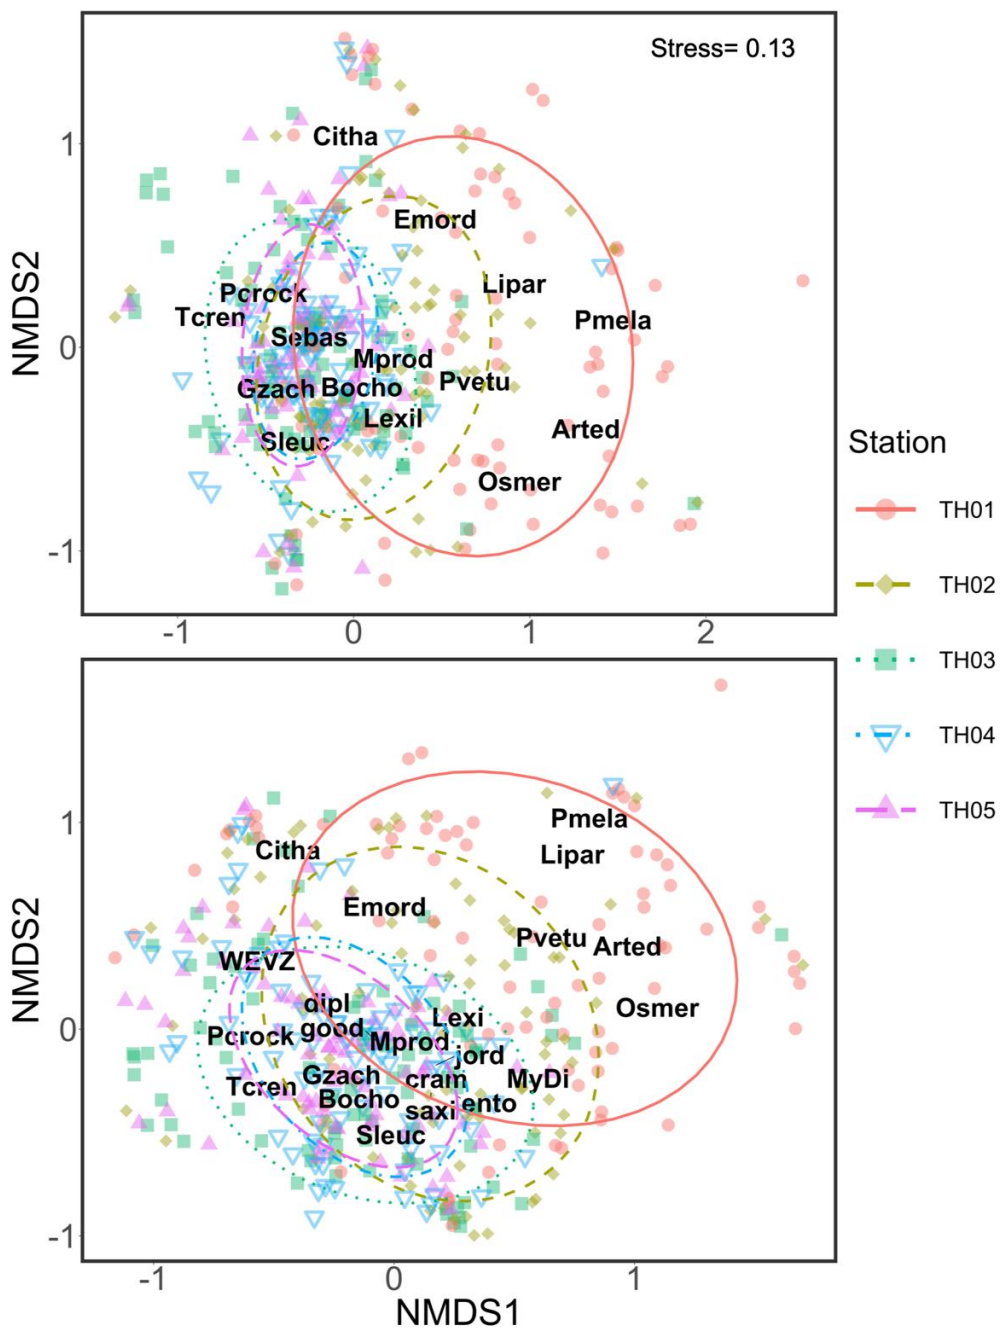 Stress= 0.13
1
Citha
Emord
NMDS2
Lipar
Pcrock
Tcren
Pmela
Sebas
0
Mprod
Pvetu
Gzach
Bocho
Lexil
Arted
Sleuc
Osmer
-1
-1
0
1
2
Station
TH01
TH02
TH03
TH04
TH05
1
Pmela
Citha
Lipar
Emord
NMDS2
Pvetu
Arted
WEVZ
Osmer
dipl
Lexi
good
0
Pcrock
Mprod
jord
Gzach
cram
MyDi
Tcren
Bocho
saxi
ento
Sleuc
-1
-1
0
1
NMDS1